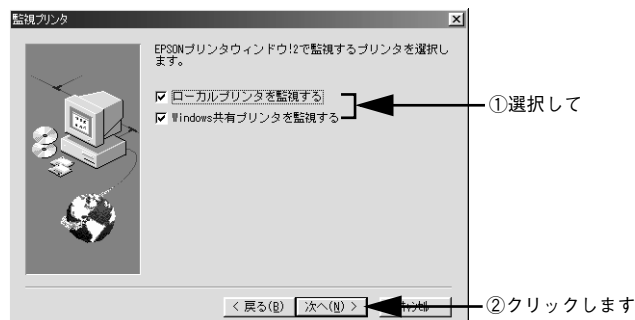 監視プリンタ
EPSONプリンタウィンドウ!2で監視するプリンタを選択し
ます。
ローカルプリンタを監視する
Windows共有プリンタを監視する
①選択して
< 戻る(B)
次へ(N) >
②クリックします